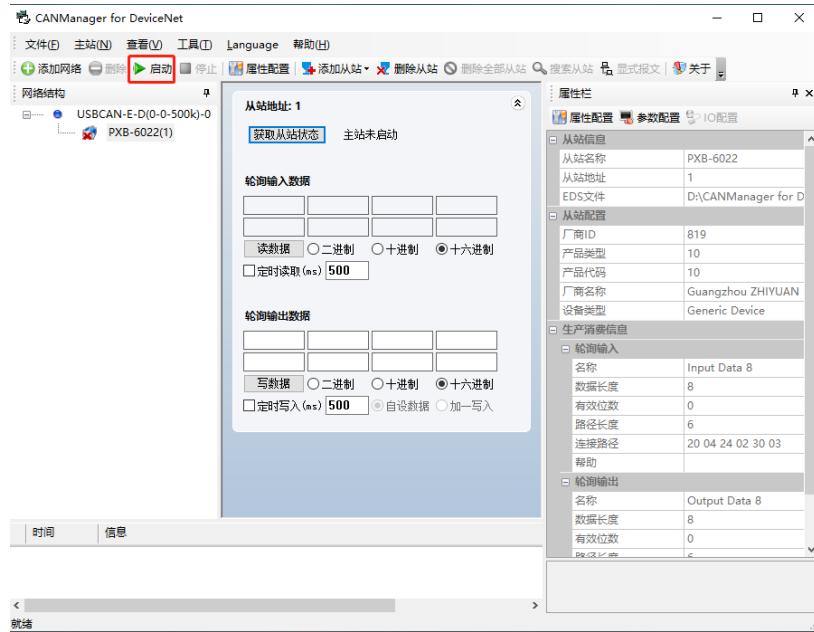 CANManager for DeviceNet
文件(F) 主站(N) 查看(V) 工具(T) Language 帮助(H)
添加网络 删除 启动 停止 属性配置 添加从站 删除从站 删除全部从站 搜索从站 显式报文 关于
网络结构
USBCAN-E-D(0-0-500k)-0
PXB-6022(1)
从站地址: 1
获取从站状态 主站未启动
轮询输入数据
读数据 二进制 十进制 十六进制
定时读取(ms) 500
轮询输出数据
写数据 二进制 十进制 十六进制
定时写入(ms) 500 自设数据 加一写入
属性栏
属性配置 参数配置 IO配置
从站信息
从站名称 PXB-6022
从站地址 1
EDS文件 D:\CANManager for D
从站配置
厂商ID 819
产品类型 10
产品代码 10
厂商名称 Guangzhou ZHIYUAN
设备类型 Generic Device
生产消费信息
轮询输入
名称 Input Data 8
数据长度 8
有效位数 0
路径长度 6
连接路径 20 04 24 02 30 03
帮助
轮询输出
名称 Output Data 8
数据长度 8
有效位数 0
路径长度 6
时间 信息
就绪